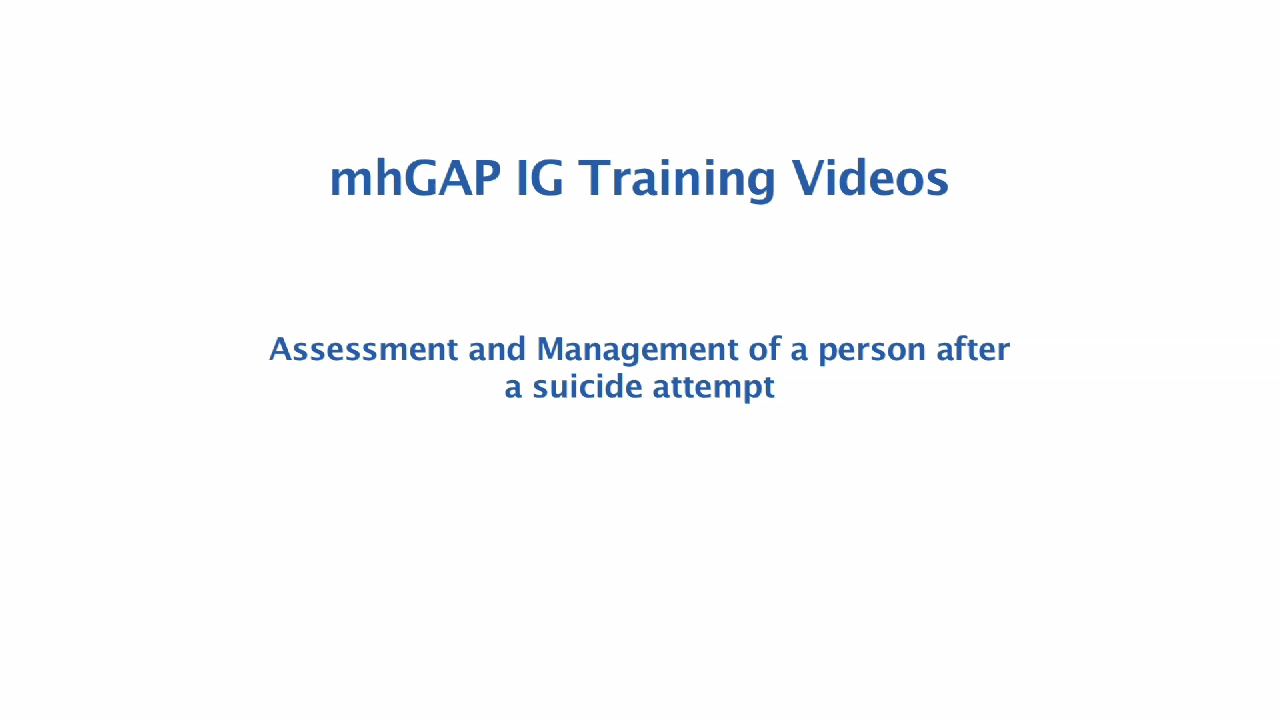 mhGAP IG Training Videos
Assessment and Management of a person after
a suicide attempt